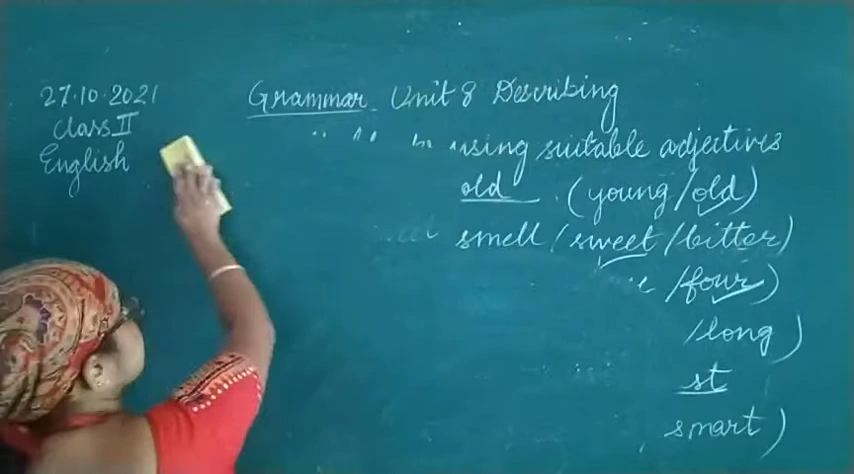 27.10.2021
Class II
English
Grammar Unit 8 Describing
using suitable adjectives
old. (young/old)
smell (sweet/bitter)
/four)
/long)
st
smart)